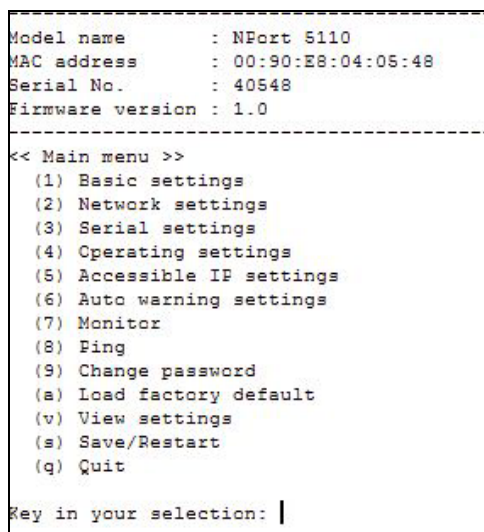 Model name        : NPort 5110
MAC address       : 00:90:E8:04:05:48
Serial No.        : 40548
Firmware version : 1.0
<< Main menu >>
(1) Basic settings
(2) Network settings
(3) Serial settings
(4) Operating settings
(5) Accessible IP settings
(6) Auto warning settings
(7) Monitor
(8) Ping
(9) Change password
(a) Load factory default
(v) View settings
(s) Save/Restart
(q) Quit
Key in your selection: